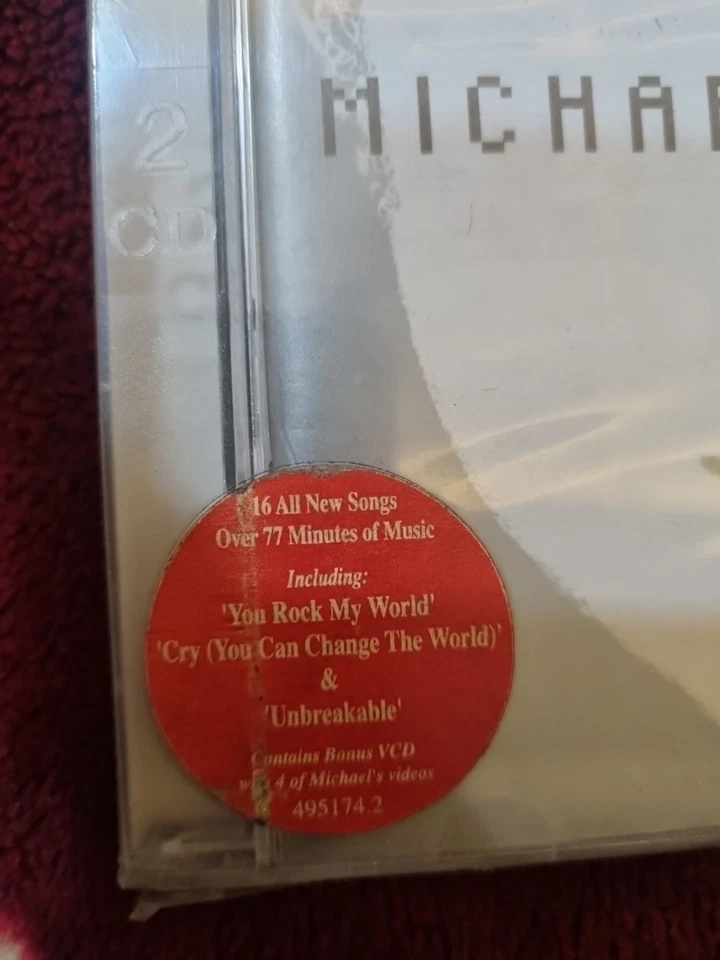 MICHAE
2
CD
16 All New Songs
Over 77 Minutes of Music
Including:
'You Rock My World'
'Cry (You Can Change The World)'
&
'Unbreakable'
Contains Bonus VCD
with 4 of Michael's videos
495174.2